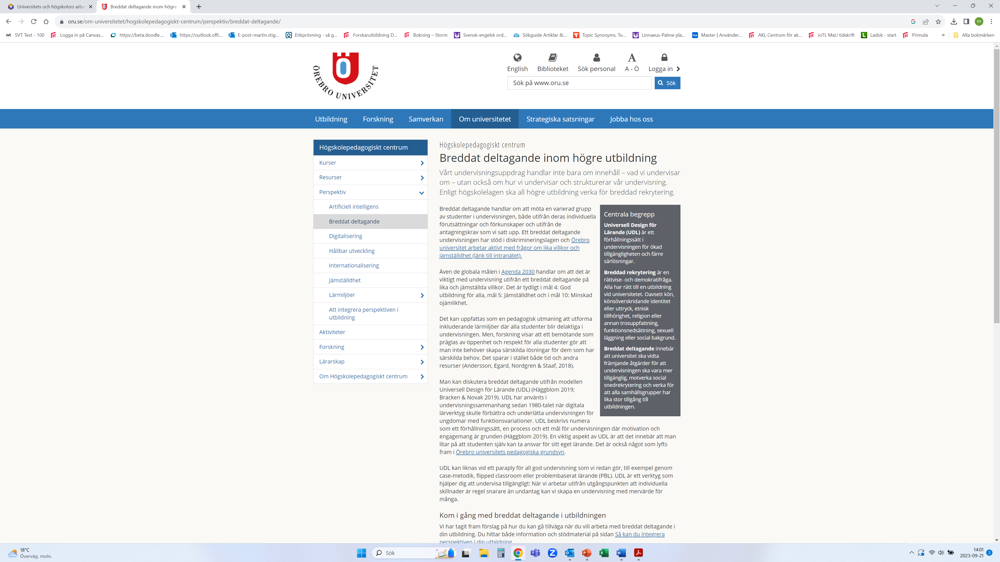 Universitets och högskolors arbe
Breddat deltagande inom högre
oru.se/om-universitetet/hogskolepedagogiskt-centrum/perspektiv/breddat-deltagande/
m
svt SVT Text - 100
Logga in på Canvas...
https://beta.doodle....
https://outlook.offi...
E-post–martin.stig...
Etikprövning - så g...
Forskarutbildning D...
Bokning – Storm
Svensk-engelsk ord...
Sökguide Artiklar &...
Topic Synonyms, To...
Linnaeus-Palme pla...
box Master | Användar...
AKL Centrum för ak...
JoTL MaU tidskrift
L Ladok - start
Primula
»
Alla bokmärken
ÖREBRO UNIVERSITET
English
Biblioteket
Sök personal
A - Ö
Logga in
Sök på www.oru.se
Sök
Utbildning
Forskning
Samverkan
Om universitetet
Strategiska satsningar
Jobba hos oss
Högskolepedagogiskt centrum
Kurser
Resurser
Perspektiv
Artificiell intelligens
Breddat deltagande
Digitalisering
Hållbar utveckling
Internationalisering
Jämställdhet
Lärmiljöer
Att integrera perspektiven i
utbildning
Aktiviteter
Forskning
Lärarskap
Om Högskolepedagogiskt centrum
Högskolepedagogiskt centrum
Breddat deltagande inom högre utbildning
Vårt undervisningsuppdrag handlar inte bara om innehåll – vad vi undervisar
om – utan också om hur vi undervisar och strukturerar vår undervisning.
Enligt högskolelagen ska all högre utbildning verka för breddad rekrytering.
Breddat deltagande handlar om att möta en varierad grupp
av studenter i undervisningen, både utifrån deras individuella
förutsättningar och förkunskaper och utifrån de
antagningskrav som vi satt upp. Ett breddat deltagande
undervisningen har stöd i diskrimineringslagen och Örebro
universitet arbetar aktivt med frågor om lika villkor och
jämställdhet (länk till intranätet).
Även de globala målen i Agenda 2030 handlar om att det är
viktigt med undervisning utifrån ett breddat deltagande på
lika och jämställda villkor. Det är tydligt i mål 4: God
utbildning för alla, mål 5: Jämställdhet och i mål 10: Minskad
ojämlikhet.
Det kan uppfattas som en pedagogisk utmaning att utforma
inkluderande lärmiljöer där alla studenter blir delaktiga i
undervisningen. Men, forskning visar att ett bemötande som
präglas av öppenhet och respekt för alla studenter gör att
man inte behöver skapa särskilda lösningar för dem som har
särskilda behov. Det sparar i stället både tid och andra
resurser (Andersson, Egard, Nordgren & Staaf, 2018).
Man kan diskutera breddat deltagande utifrån modellen
Universell Design för Lärande (UDL) (Häggblom 2019;
Bracken & Novak 2019). UDL har använts i
undervisningssammanhang sedan 1980-talet när digitala
lärverktyg skulle förbättra och underlätta undervisningen för
ungdomar med funktionsvariationer. UDL beskrivs numera
som ett förhållningssätt, en process och ett mål för undervisningen där motivation och
engagemang är grunden (Häggblom 2019). En viktig aspekt av UDL är att det innebär att man
litar på att studenten själv kan ta ansvar för sitt eget lärande. Det är också något som lyfts
fram i Örebro universitets pedagogiska grundsyn.
UDL kan liknas vid ett paraply för all god undervisning som vi redan gör, till exempel genom
case-metodik, flipped classroom eller problembaserat lärande (PBL). UDL är ett verktyg som
hjälper dig att undervisa tillgängligt: När vi arbetar utifrån utgångspunkten att individuella
skillnader är regel snarare än undantag kan vi skapa en undervisning med mervärde för
många.
Kom i gång med breddat deltagande i utbildningen
Vi har tagit fram förslag på hur du kan gå tillväga när du vill arbeta med breddat deltagande i
din utbildning. Du hittar både information och stödmaterial på sidan Så kan du integrera
perspektiven i din utbildning
Centrala begrepp
Universell Design för
Lärande (UDL) är ett
förhållningssätt i
undervisningen för ökad
tillgängligheten och färre
särlösningar.
Breddad rekrytering är en
rättvise- och demokratifråga.
Alla har rätt till en utbildning
vid universitetet. Oavsett kön,
könsöverskridande identitet
eller uttryck, etnisk
tillhörighet, religion eller
annan trosuppfattning,
funktionsnedsättning, sexuell
läggning eller social bakgrund.
Breddat deltagande innebär
att universitet ska vidta
främjande åtgärder för att
undervisningen ska vara mer
tillgänglig, motverka social
snedrekrytering och verka för
att alla samhällsgrupper har
lika stor tillgång till
utbildningen.
18°C
Överväg. moln.
Sök
14:01
2023-09-21
3